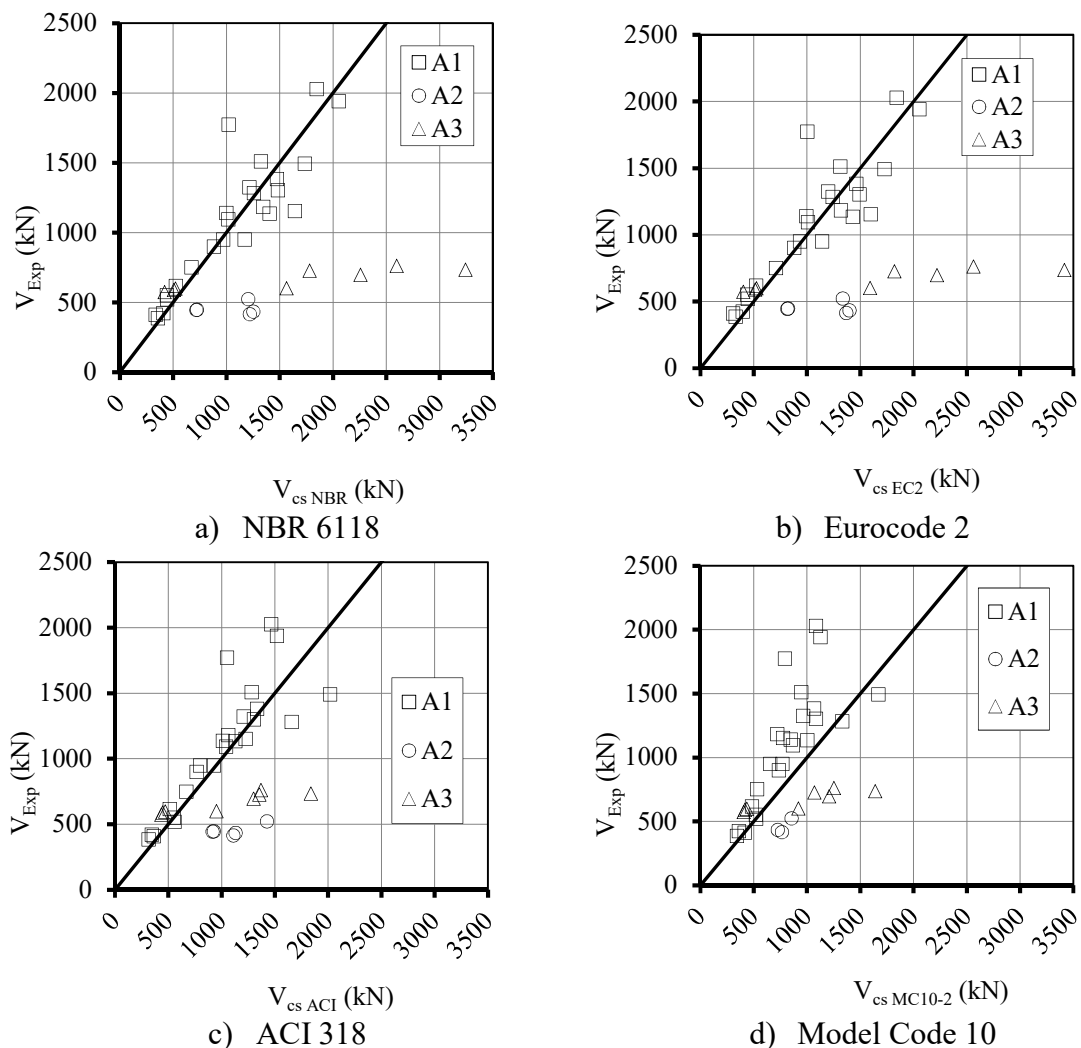 2500
2000
1500
1000
500
0
V_Exp (kN)
A1
A2
A3
0
500
1000
1500
2000
2500
3000
3500
V_cs NBR (kN)
a) NBR 6118
2500
2000
1500
1000
500
0
V_Exp (kN)
A1
A2
A3
0
500
1000
1500
2000
2500
3000
3500
V_cs EC2 (kN)
b) Eurocode 2
2500
2000
1500
1000
500
0
V_Exp (kN)
A1
A2
A3
0
500
1000
1500
2000
2500
3000
3500
V_cs ACI (kN)
c) ACI 318
2500
2000
1500
1000
500
0
V_Exp (kN)
A1
A2
A3
0
500
1000
1500
2000
2500
3000
3500
V_cs MC10-2 (kN)
d) Model Code 10